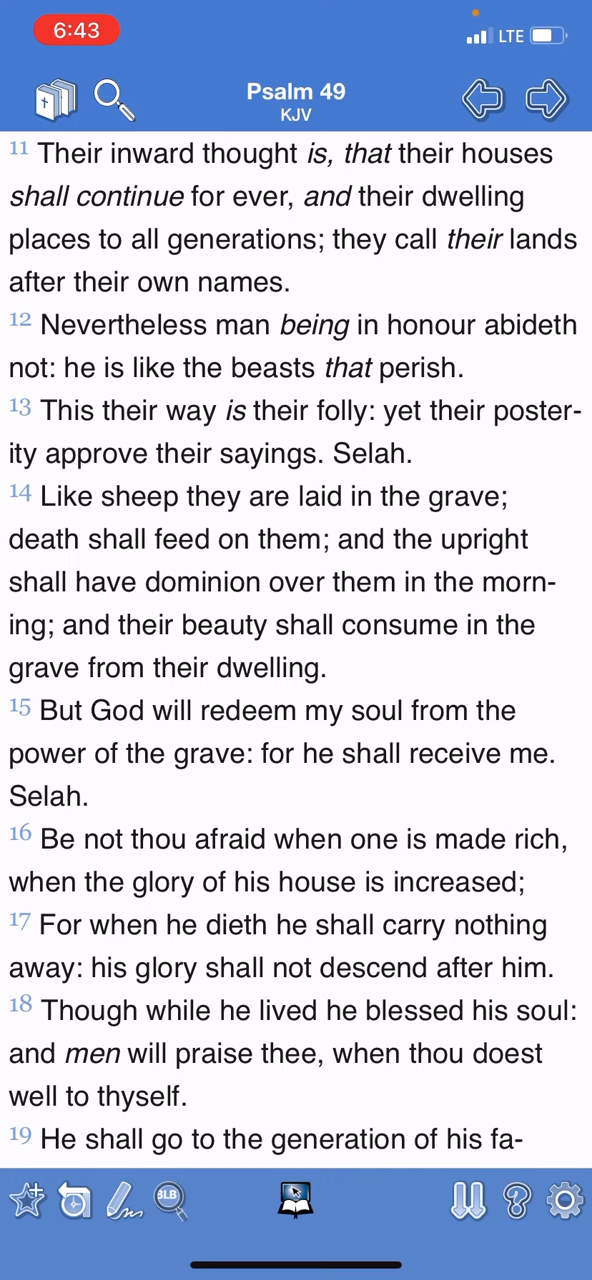 6:43
LTE
Psalm 49
KJV
11 Their inward thought is, that their houses
shall continue for ever, and their dwelling
places to all generations; they call their lands
after their own names.
12 Nevertheless man being in honour abideth
not: he is like the beasts that perish.
13 This their way is their folly: yet their poster-
ity approve their sayings. Selah.
14 Like sheep they are laid in the grave;
death shall feed on them; and the upright
shall have dominion over them in the morn-
ing; and their beauty shall consume in the
grave from their dwelling.
15 But God will redeem my soul from the
power of the grave: for he shall receive me.
Selah.
16 Be not thou afraid when one is made rich,
when the glory of his house is increased;
17 For when he dieth he shall carry nothing
away: his glory shall not descend after him.
18 Though while he lived he blessed his soul:
and men will praise thee, when thou doest
well to thyself.
19 He shall go to the generation of his fa-
BLB